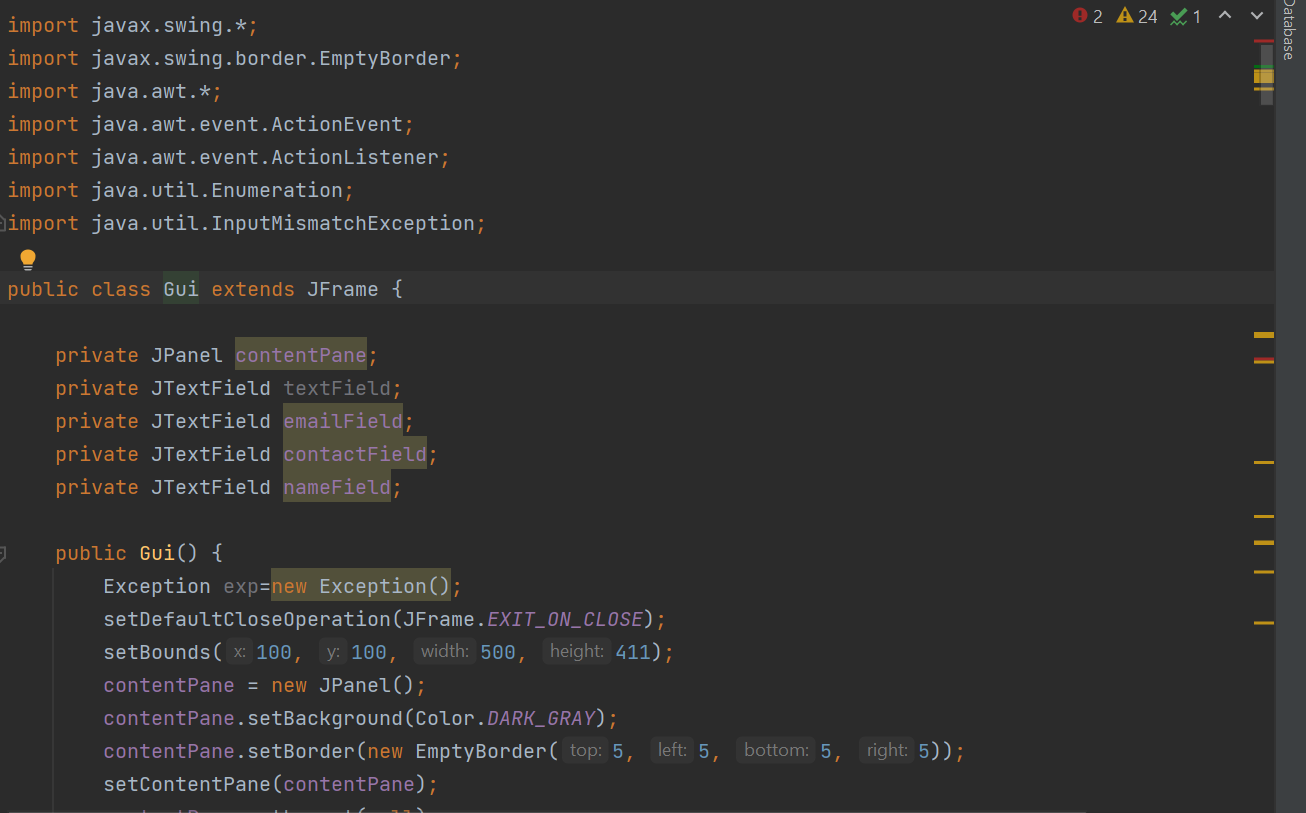 import javax.swing.*;
2 24 1
Database
import javax.swing.border.EmptyBorder;
import java.awt.*;
import java.awt.event.ActionEvent;
import java.awt.event.ActionListener;
import java.util.Enumeration;
import java.util.InputMismatchException;
public class Gui extends JFrame {
private JPanel contentPane;
private JTextField textField;
private JTextField emailField;
private JTextField contactField;
private JTextField nameField;
public Gui() {
Exception exp=new Exception();
setDefaultCloseOperation(JFrame.EXIT_ON_CLOSE);
setBounds( x: 100, y: 100, width: 500, height: 411);
contentPane = new JPanel();
contentPane.setBackground(Color.DARK_GRAY);
contentPane.setBorder(new EmptyBorder( top: 5, left: 5, bottom: 5, right: 5));
setContentPane(contentPane);